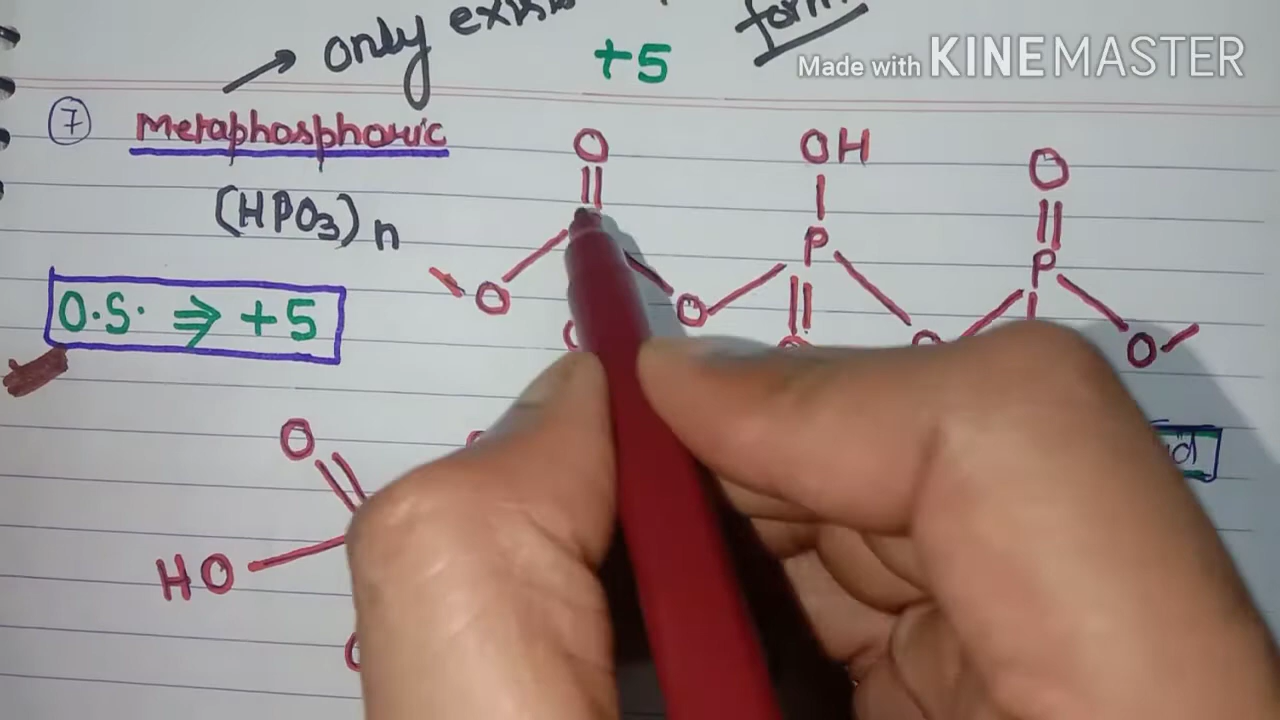 only
+5
Made with KINEMASTER
7 metaphosphoric
(HPO3)n
O.S. ⇒ +5
O OH O
P P
O O O
O
HO